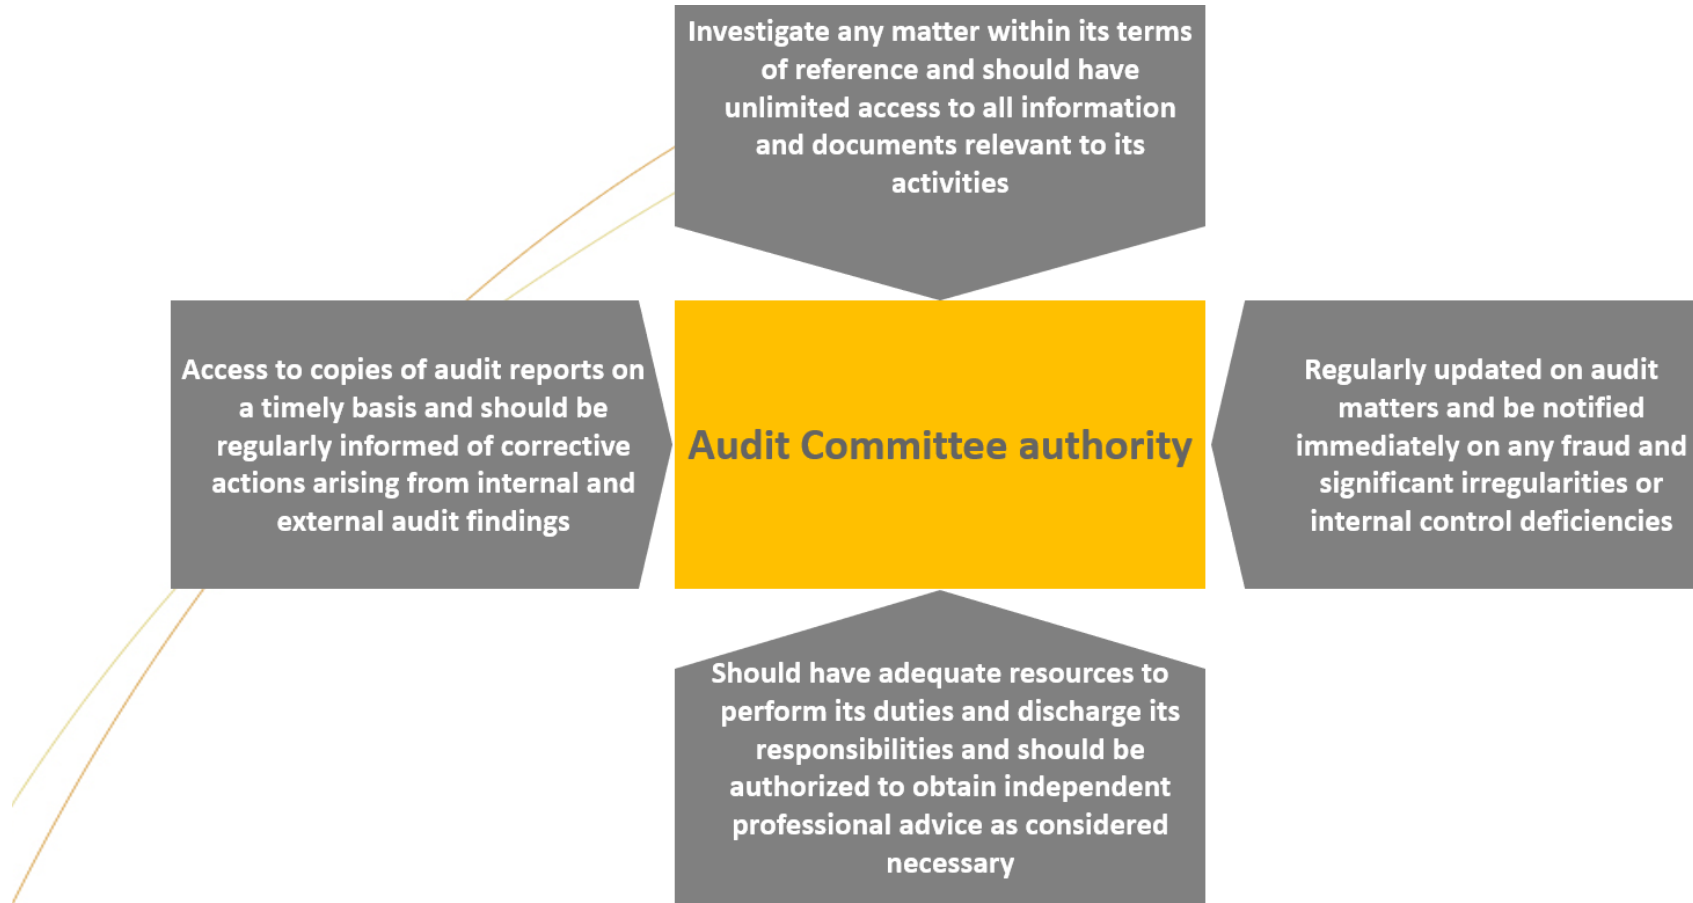 Investigate any matter within its terms
of reference and should have
unlimited access to all information
and documents relevant to its
activities
Access to copies of audit reports on
a timely basis and should be
regularly informed of corrective
actions arising from internal and
external audit findings
Audit Committee authority
Regularly updated on audit
matters and be notified
immediately on any fraud and
significant irregularities or
internal control deficiencies
Should have adequate resources to
perform its duties and discharge its
responsibilities and should be
authorized to obtain independent
professional advice as considered
necessary